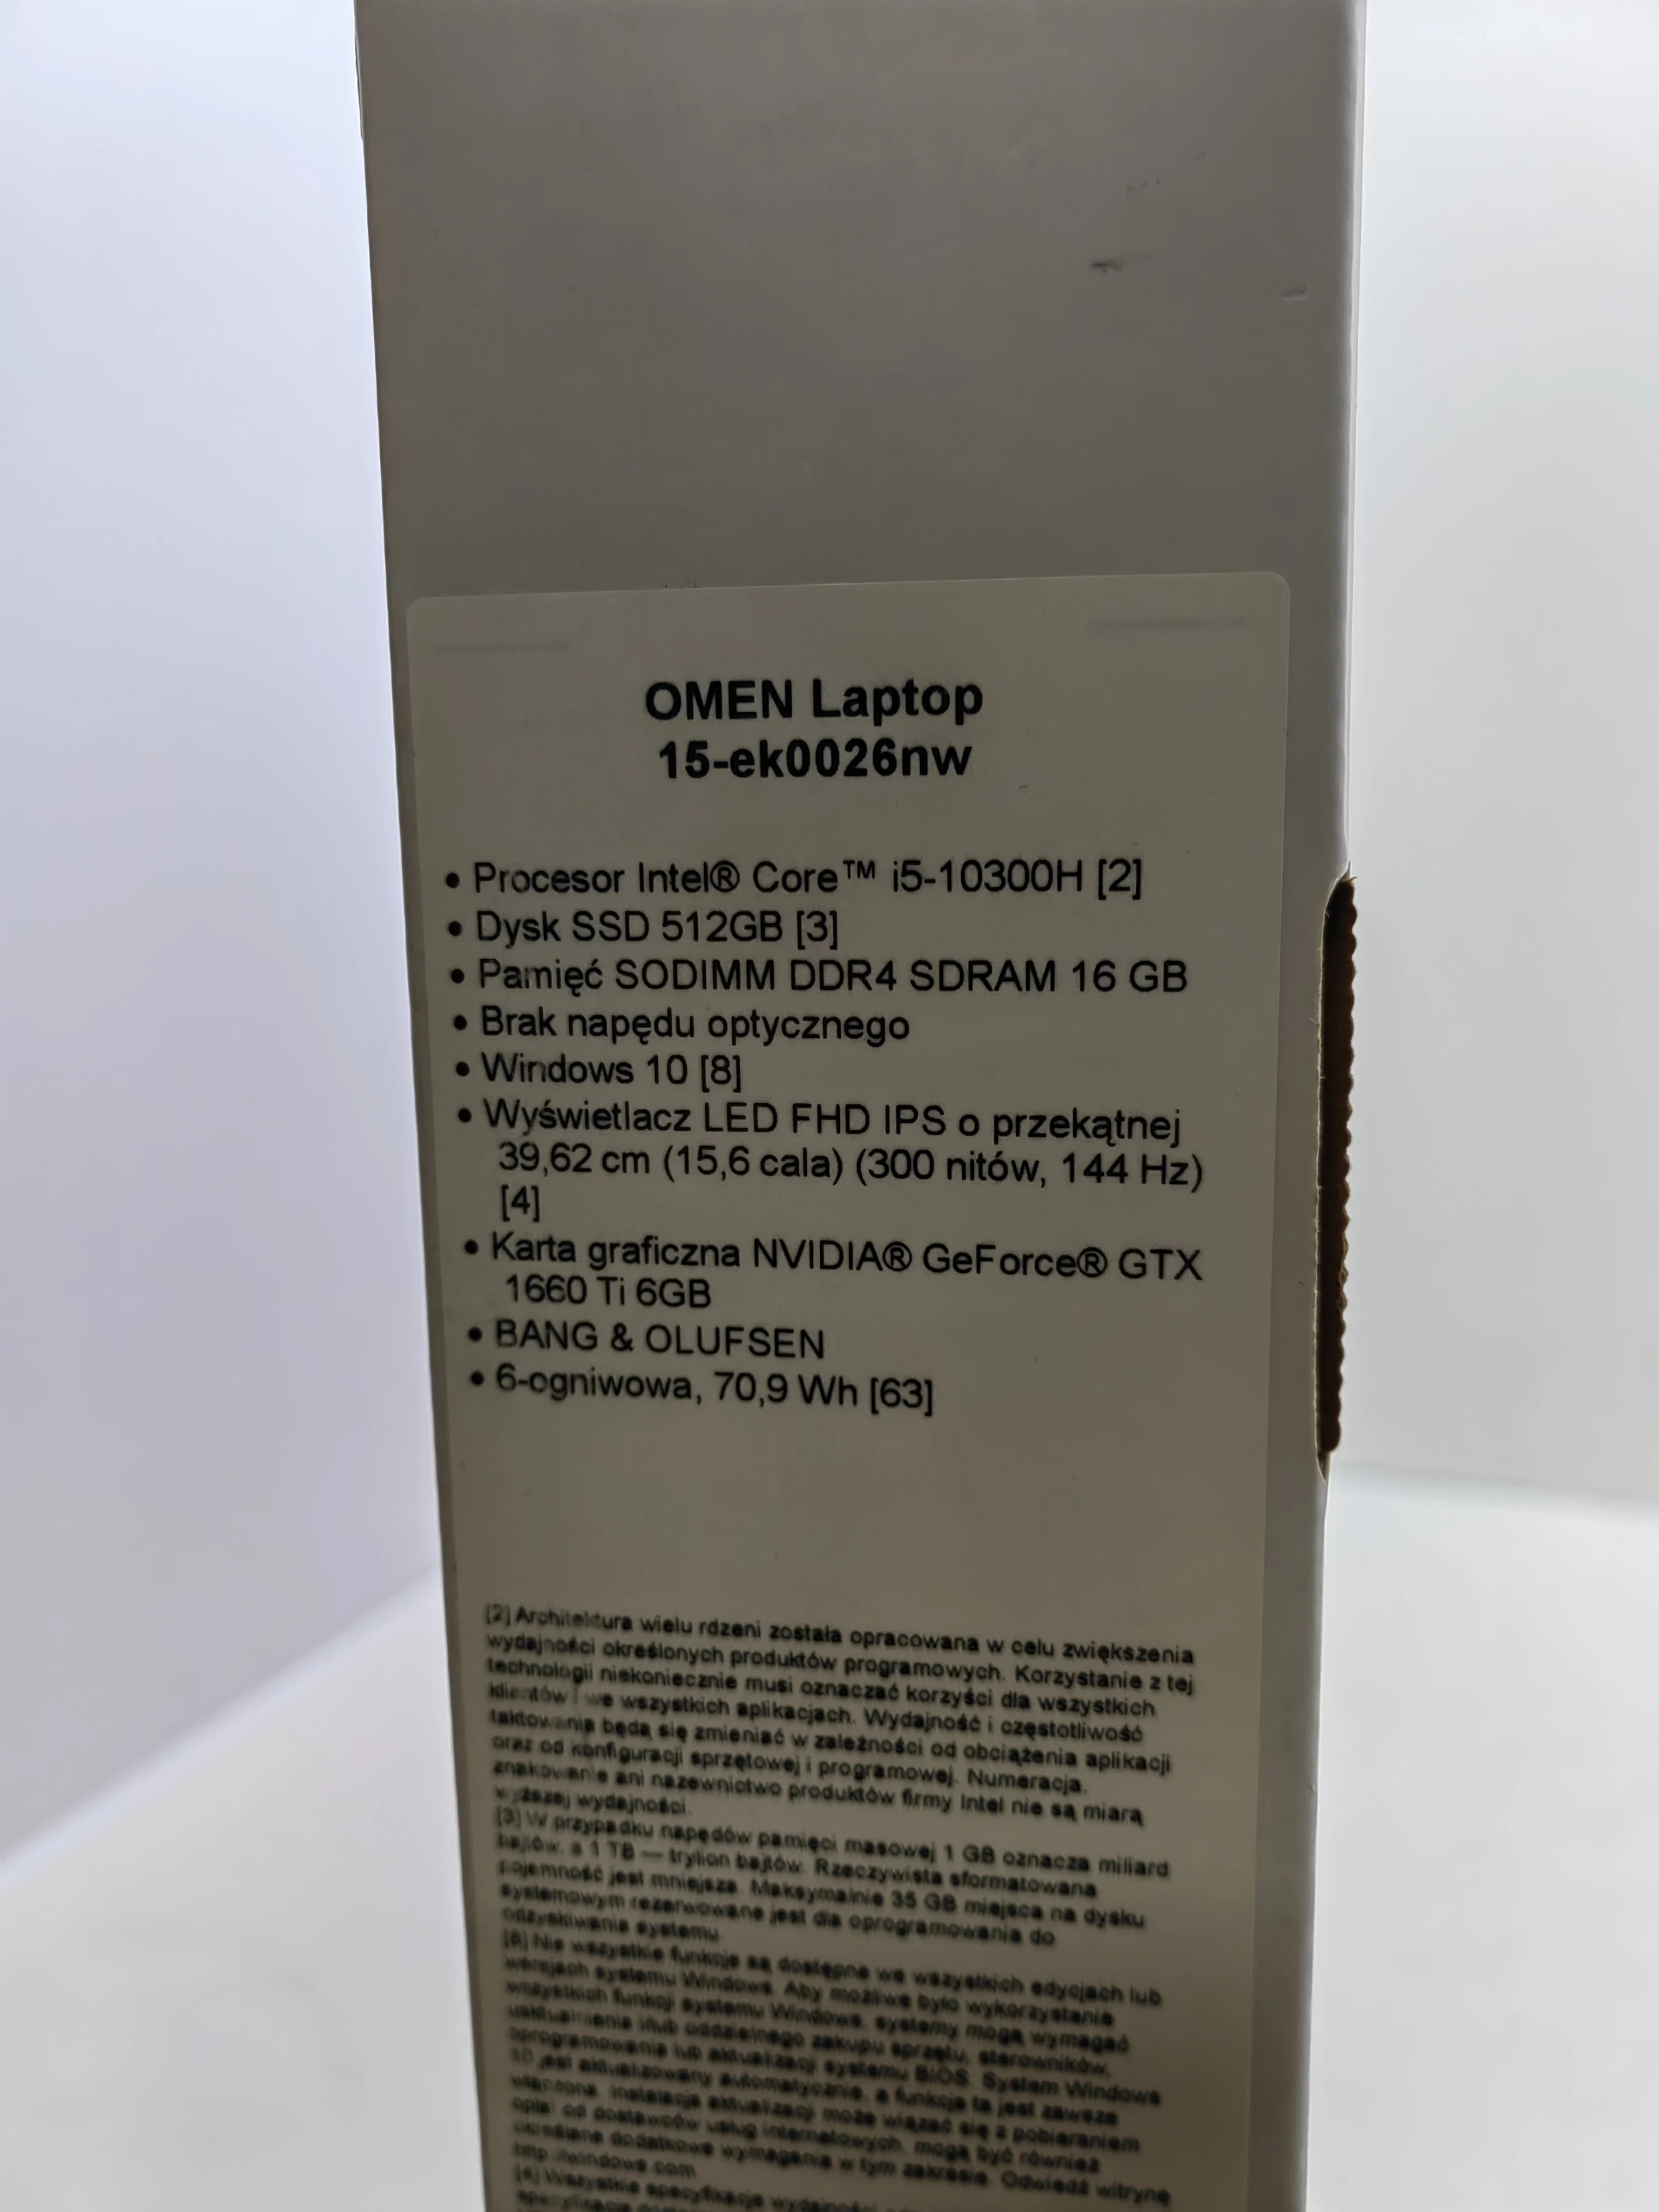 OMEN Laptop
15-ek0026nw
• Procesor Intel® Core™ i5-10300H [2]
• Dysk SSD 512GB [3]
• Pamięć SODIMM DDR4 SDRAM 16 GB
• Brak napędu optycznego
• Windows 10 [8]
• Wyświetlacz LED FHD IPS o przekątnej
39,62 cm (15,6 cala) (300 nitów, 144 Hz)
[4]
• Karta graficzna NVIDIA® GeForce® GTX
1660 Ti 6GB
• BANG & OLUFSEN
• 6-ogniwowa, 70,9 Wh [63]
[2] Architektura wielu rdzeni została opracowana w celu zwiększenia
wydajności określonych produktów programowych. Korzystanie z tej
technologii niekoniecznie musi oznaczać korzyści dla wszystkich
klientów i we wszystkich aplikacjach. Wydajność i częstotliwość
taktowania będą się zmieniać w zależności od obciążenia aplikacji
oraz od konfiguracji sprzętowej i programowej. Numeracja,
znakowanie ani nazewnictwo produktów firmy Intel nie są miarą
wyższej wydajności.
[3] W przypadku napędów pamięci masowej 1 GB oznacza miliard
bajtów, a 1 TB — trylion bajtów. Rzeczywista sformatowana
pojemność jest mniejsza. Maksymalnie 35 GB miejsca na dysku
systemowym rezerwowane jest dla oprogramowania do
odzyskiwania systemu.
[8] Nie wszystkie funkcje są dostępne we wszystkich edycjach lub
wersjach systemu Windows. Aby możliwe było wykorzystanie
wszystkich funkcji systemu Windows, systemy mogą wymagać
uaktualnienia i/lub oddzielnego zakupu sprzętu, sterowników,
oprogramowania lub aktualizacji systemu BIOS. System Windows
10 jest aktualizowany automatycznie, a funkcja ta jest zawsze
włączona. Instalacja aktualizacji może wiązać się z pobieraniem
opłat od dostawców usług internetowych, mogą być również
określane dodatkowe wymagania w tym zakresie. Odwiedź witrynę
http://windows.com
[4] Wszystkie specyfikacje wydajności